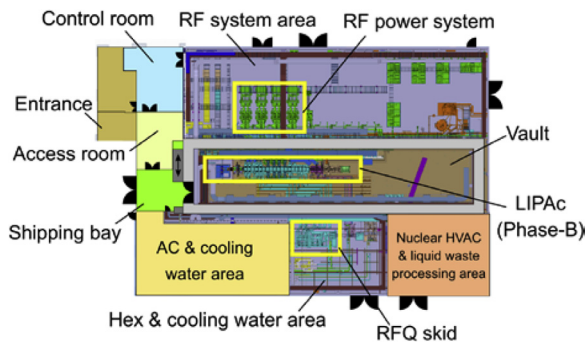 Control room
RF system area
RF power system
Entrance
Access room
Vault
Shipping bay
LIPAc
(Phase-B)
AC & cooling
water area
Nuclear HVAC
& liquid waste
processing area
Hex & cooling water area
RFQ skid